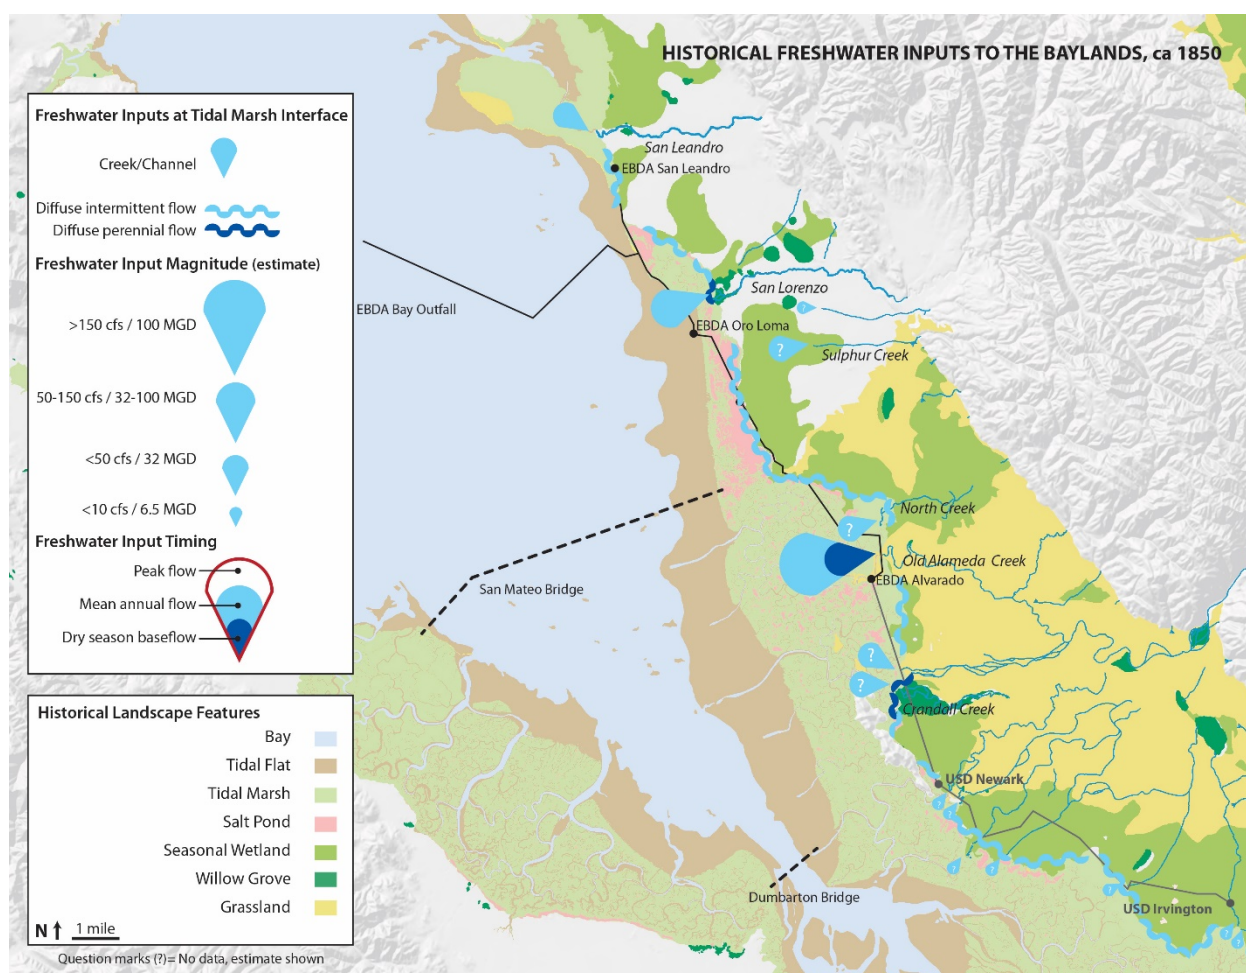 HISTORICAL FRESHWATER INPUTS TO THE BAYLANDS, ca 1850
Freshwater Inputs at Tidal Marsh Interface
Creek/Channel
Diffuse intermittent flow
Diffuse perennial flow
Freshwater Input Magnitude (estimate)
>150 cfs / 100 MGD
50-150 cfs / 32-100 MGD
<50 cfs / 32 MGD
<10 cfs / 6.5 MGD
Freshwater Input Timing
Peak flow
Mean annual flow
Dry season baseflow
Historical Landscape Features
Bay
Tidal Flat
Tidal Marsh
Salt Pond
Seasonal Wetland
Willow Grove
Grassland
N
1 mile
Question marks (?)= No data, estimate shown
San Leandro
EBDA San Leandro
EBDA Bay Outfall
San Lorenzo
?
EBDA Oro Loma
?
Sulphur Creek
North Creek
?
Old Alameda Creek
EBDA Alvarado
San Mateo Bridge
?
?
Crandall Creek
USD Newark
?
?
?
?
?
?
Dumbarton Bridge
USD Irvington
?
?